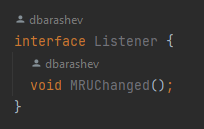 dbarashev
interface Listener {
dbarashev
void MRUChanged();
}